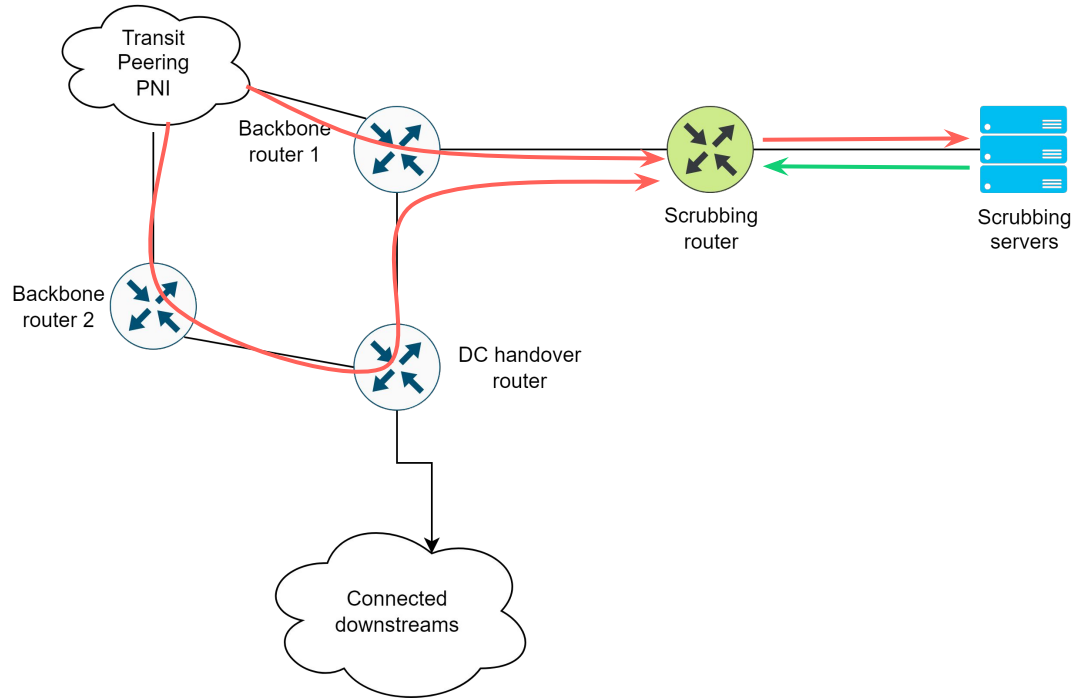 Transit
Peering
PNI
Backbone
router 1
Scrubbing
router
Scrubbing
servers
Backbone
router 2
DC handover
router
Connected
downstreams